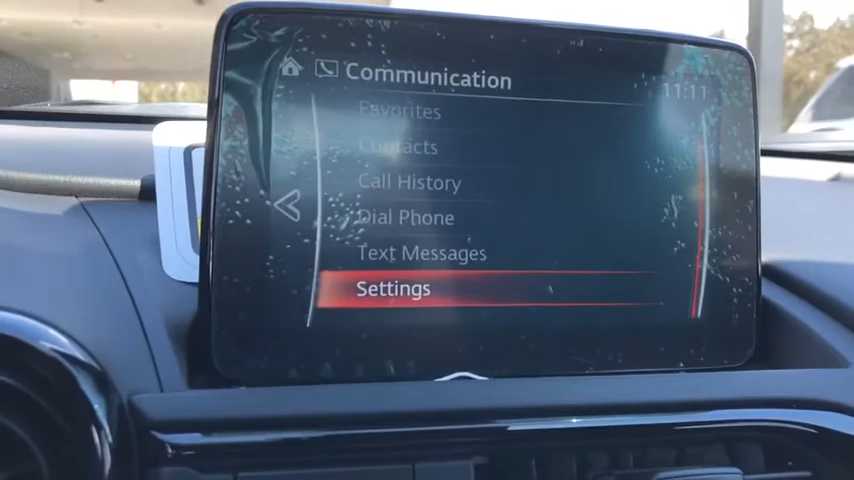 Communication
11:11
Favorites
Contacts
Call History
Dial Phone
Text Messages
Settings